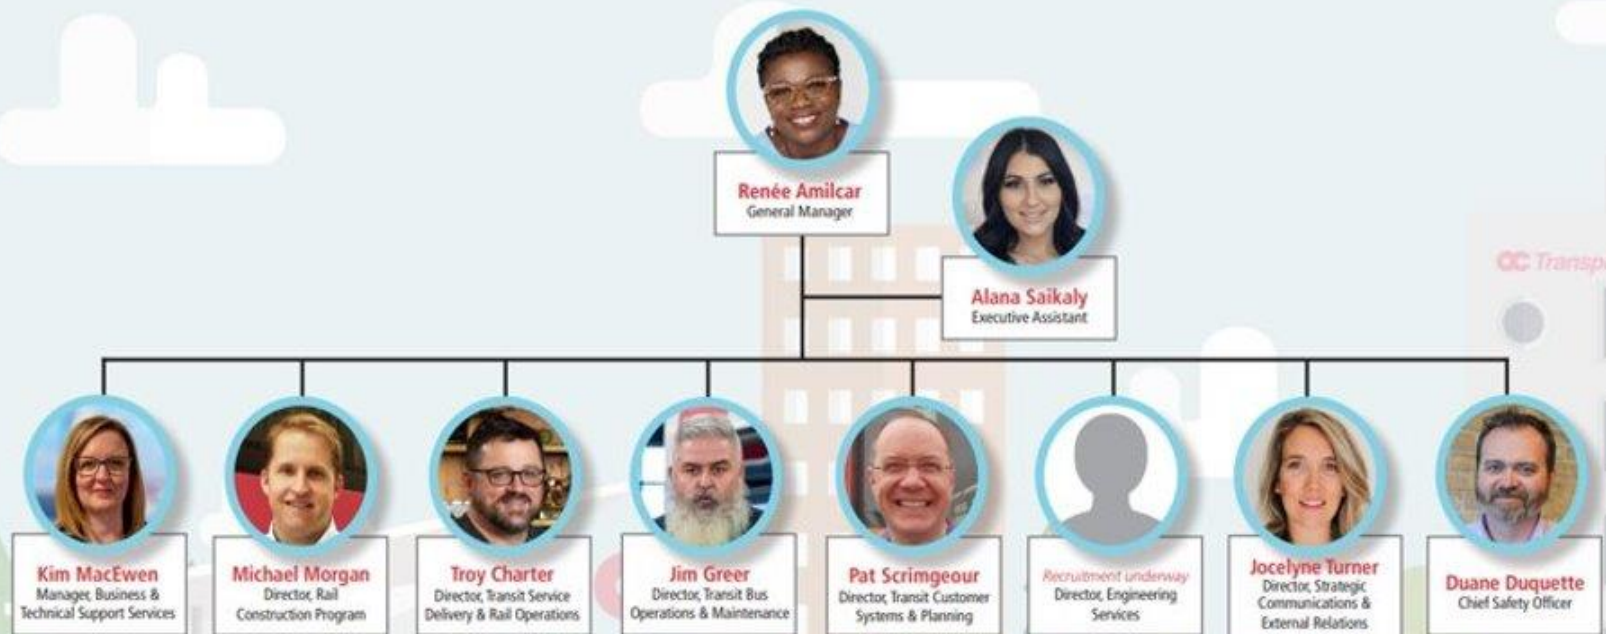 Renée Amilcar
General Manager
Alana Saikaly
Executive Assistant
OC Transp
Kim MacEwen
Manager, Business &
Technical Support Services
Michael Morgan
Director, Rail
Construction Program
Troy Charter
Director, Transit Service
Delivery & Rail Operations
Jim Greer
Director, Transit Bus
Operations & Maintenance
Pat Scrimgeour
Director, Transit Customer
Systems & Planning
Recruitment underway
Director, Engineering
Services
Jocelyne Turner
Director, Strategic
Communications &
External Relations
Duane Duquette
Chief Safety Officer